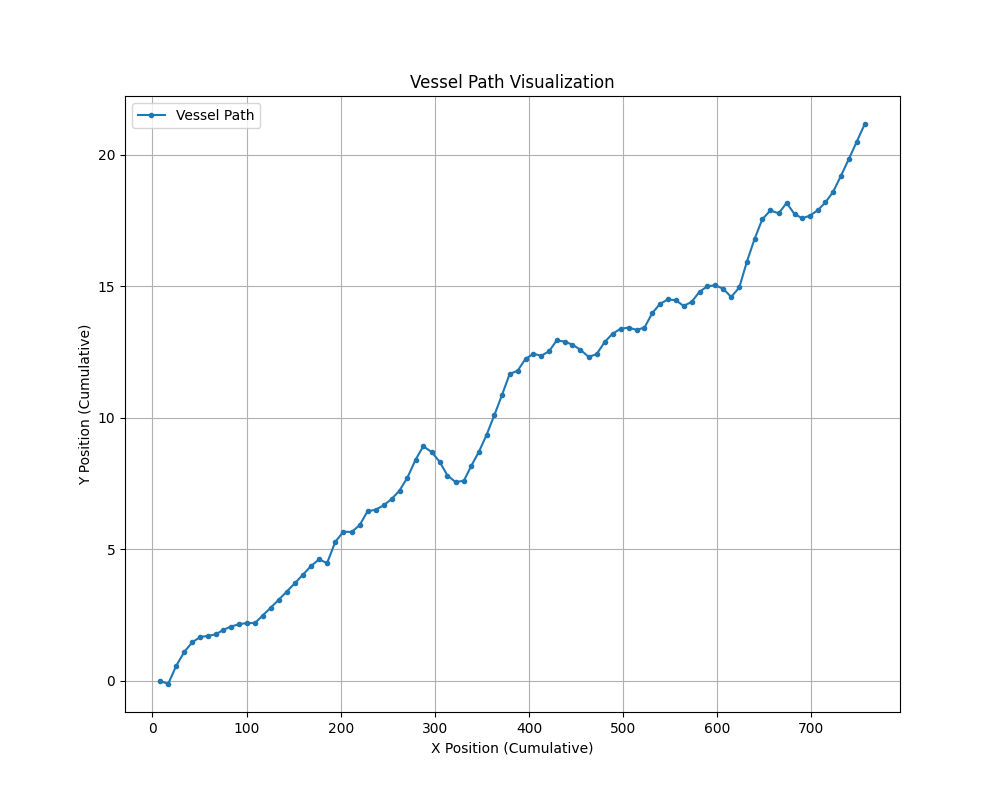 Vessel Path Visualization
Vessel Path
Y Position (Cumulative)
20
15
10
5
0
0 100 200 300 400 500 600 700
X Position (Cumulative)